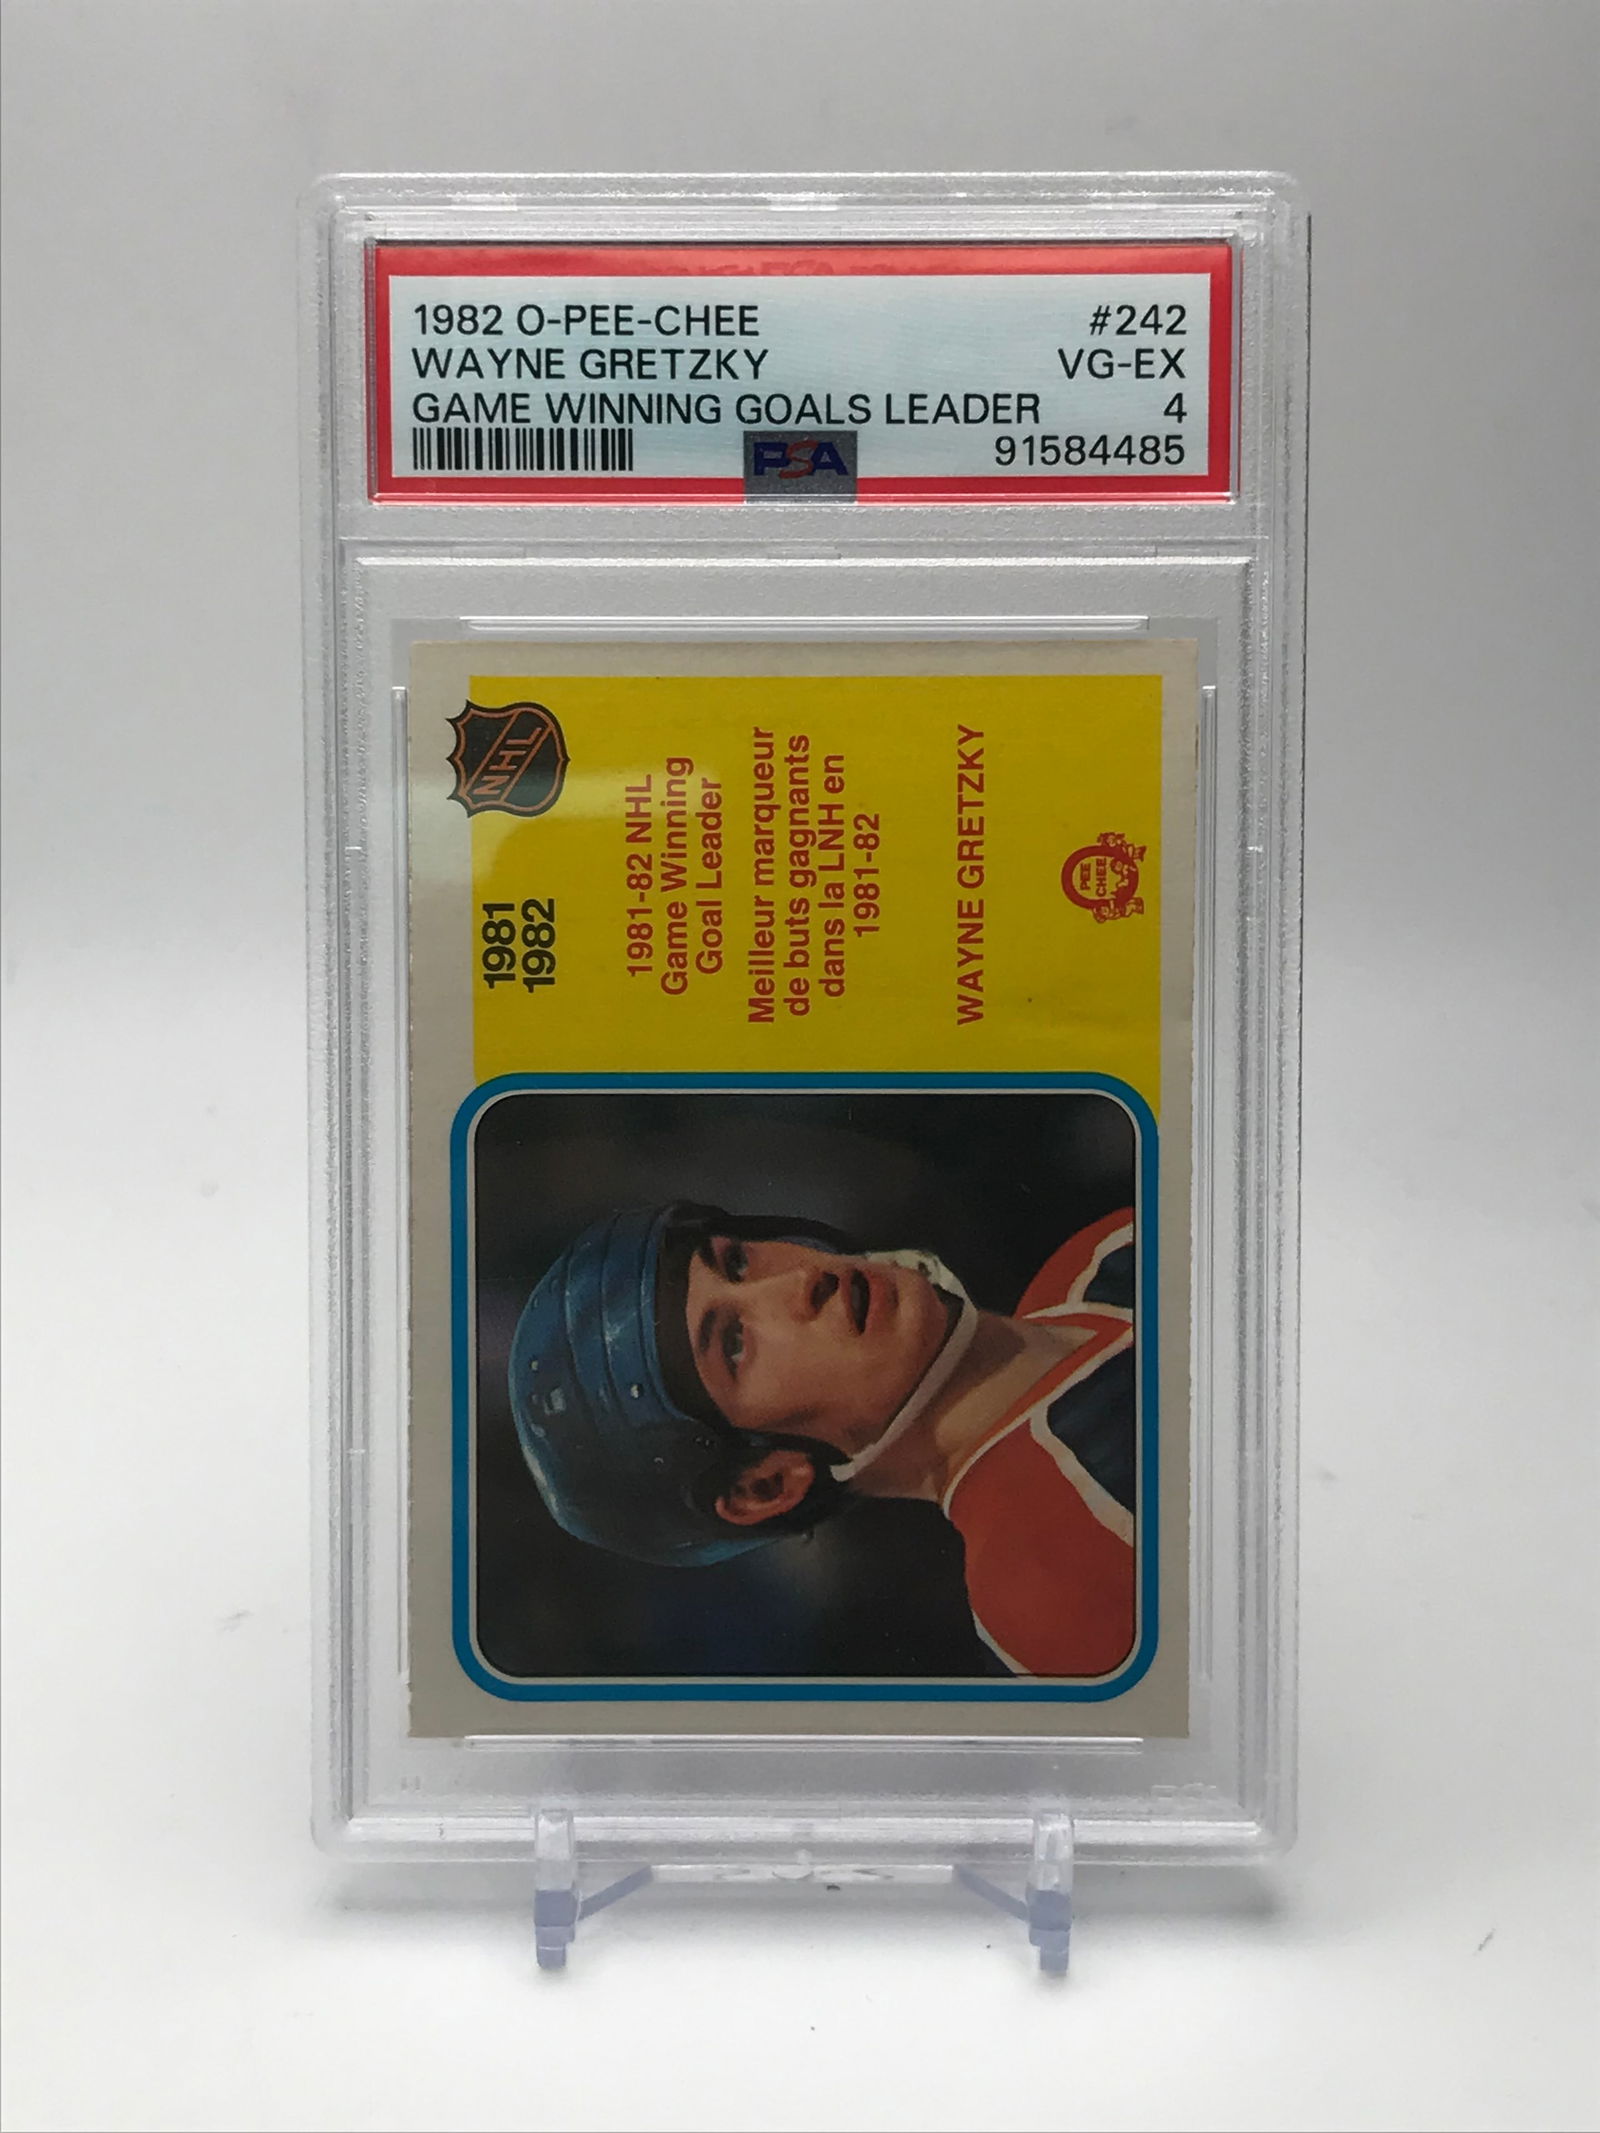 1982 O-PEE-CHEE #242
WAYNE GRETZKY VG-EX
GAME WINNING GOALS LEADER 4
PSA 91584485
NHL
1981
1982
1981-82 NHL
Game Winning
Goal Leader
Meilleur marqueur
de buts gagnants
dans la LNH en
1981-82
WAYNE GRETZKY
O
PEE
CHEE